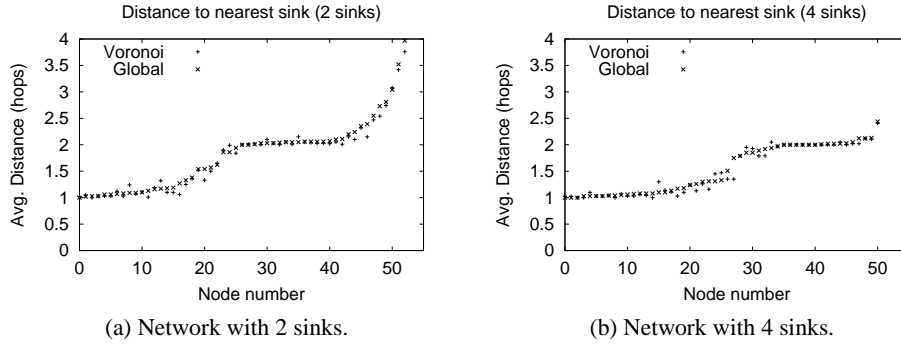 Distance to nearest sink (2 sinks)
4
3.5
3
2.5
2
1.5
1
0.5
0
Avg. Distance (hops)
Voronoi
Global
0 10 20 30 40 50
Node number
(a) Network with 2 sinks.
Distance to nearest sink (4 sinks)
4
3.5
3
2.5
2
1.5
1
0.5
0
Avg. Distance (hops)
Voronoi
Global
0 10 20 30 40 50
Node number
(b) Network with 4 sinks.